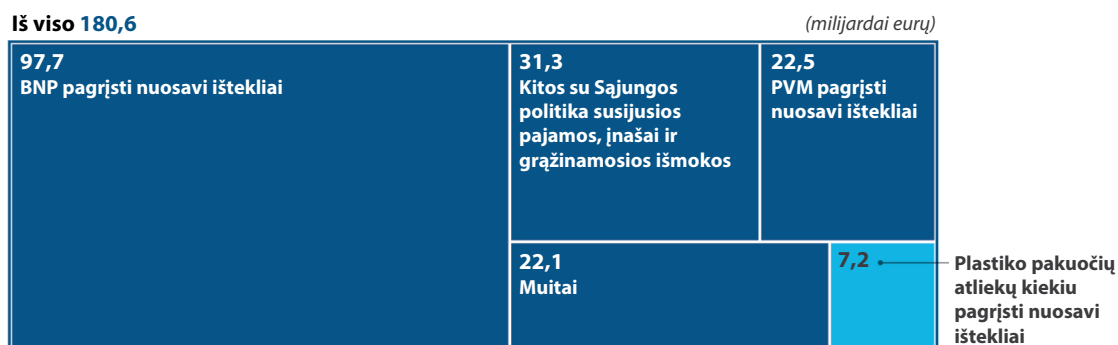 Iš viso 180,6
(milijardai eurų)
97,7
BNP pagrįsti nuosavi ištekliai
31,3
Kitos su Sąjungos
politika susijusios
pajamos, įnašai ir
grąžinamosios išmokos
22,5
PVM pagrįsti
nuosavi ištekliai
22,1
Muitai
7,2
Plastiko pakuočių
atliekų kiekiu
pagrįsti nuosavi
ištekliai